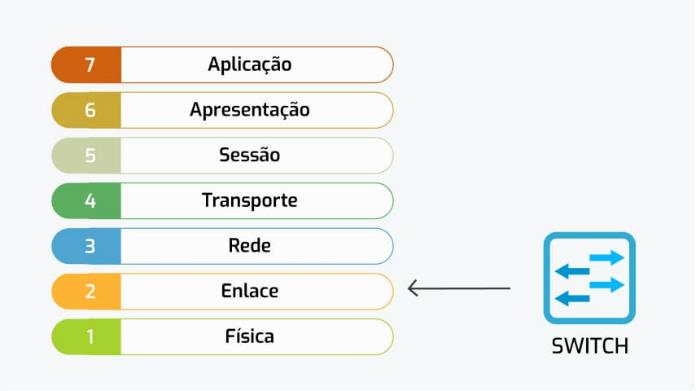 7 Aplicação
6 Apresentação
5 Sessão
4 Transporte
3 Rede
2 Enlace
1 Física
SWITCH